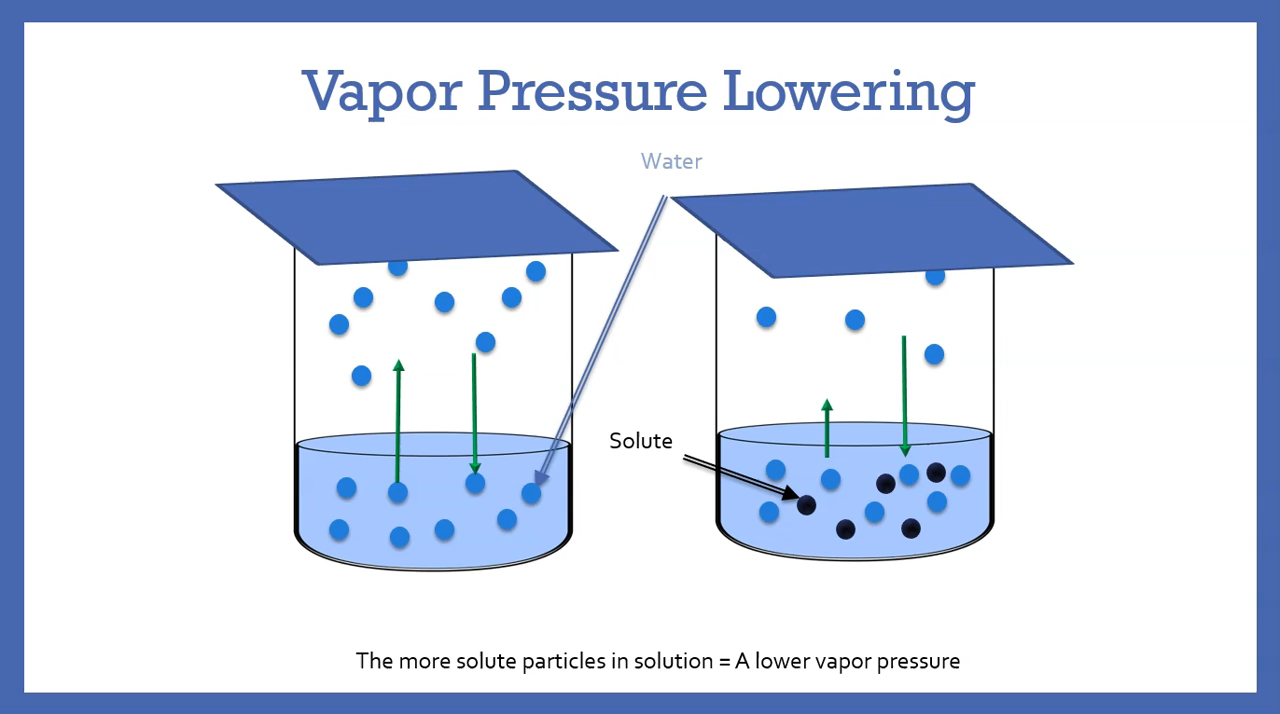 Vapor Pressure Lowering
Water
Solute
The more solute particles in solution = A lower vapor pressure